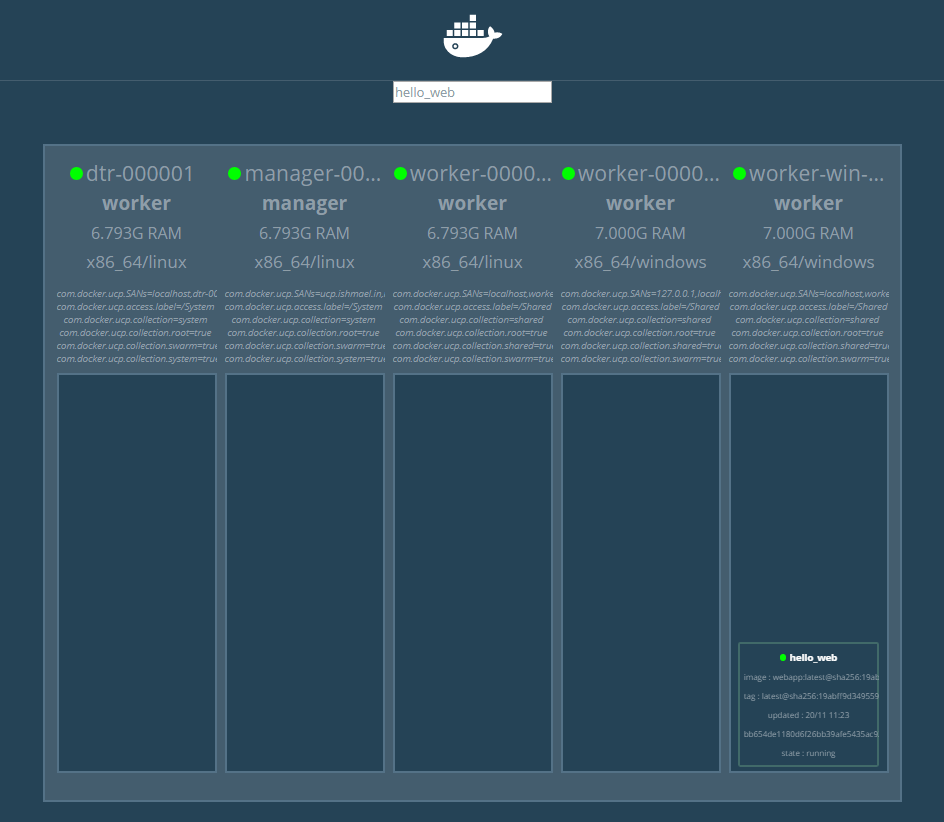 hello_web
dtr-000001
worker
6.793G RAM
x86_64/linux
com.docker.ucp.SANs=localhost,dtr-00
com.docker.ucp.access.label=/System
com.docker.ucp.collection=system
com.docker.ucp.collection.root=true
com.docker.ucp.collection.swarm=true
com.docker.ucp.collection.system=true
manager-00...
manager
6.793G RAM
x86_64/linux
com.docker.ucp.SANs=ucp.ishmael.in,
com.docker.ucp.access.label=/System
com.docker.ucp.collection=system
com.docker.ucp.collection.root=true
com.docker.ucp.collection.swarm=true
com.docker.ucp.collection.system=true
worker-0000...
worker
6.793G RAM
x86_64/linux
com.docker.ucp.SANs=localhost,worke
com.docker.ucp.access.label=/Shared
com.docker.ucp.collection=shared
com.docker.ucp.collection.root=true
com.docker.ucp.collection.shared=true
com.docker.ucp.collection.swarm=true
worker-0000...
worker
7.000G RAM
x86_64/windows
com.docker.ucp.SANs=127.0.0.1,localh
com.docker.ucp.access.label=/Shared
com.docker.ucp.collection=shared
com.docker.ucp.collection.root=true
com.docker.ucp.collection.shared=true
com.docker.ucp.collection.swarm=true
worker-win-...
worker
7.000G RAM
x86_64/windows
com.docker.ucp.SANs=localhost,worke
com.docker.ucp.access.label=/Shared
com.docker.ucp.collection=shared
com.docker.ucp.collection.root=true
com.docker.ucp.collection.shared=true
com.docker.ucp.collection.swarm=true
hello_web
image : webapp:latest@sha256:19ab
tag : latest@sha256:19abff9d349559
updated : 20/11 11:23
bb654de1180d6f26bb39afe5435ac9
state : running